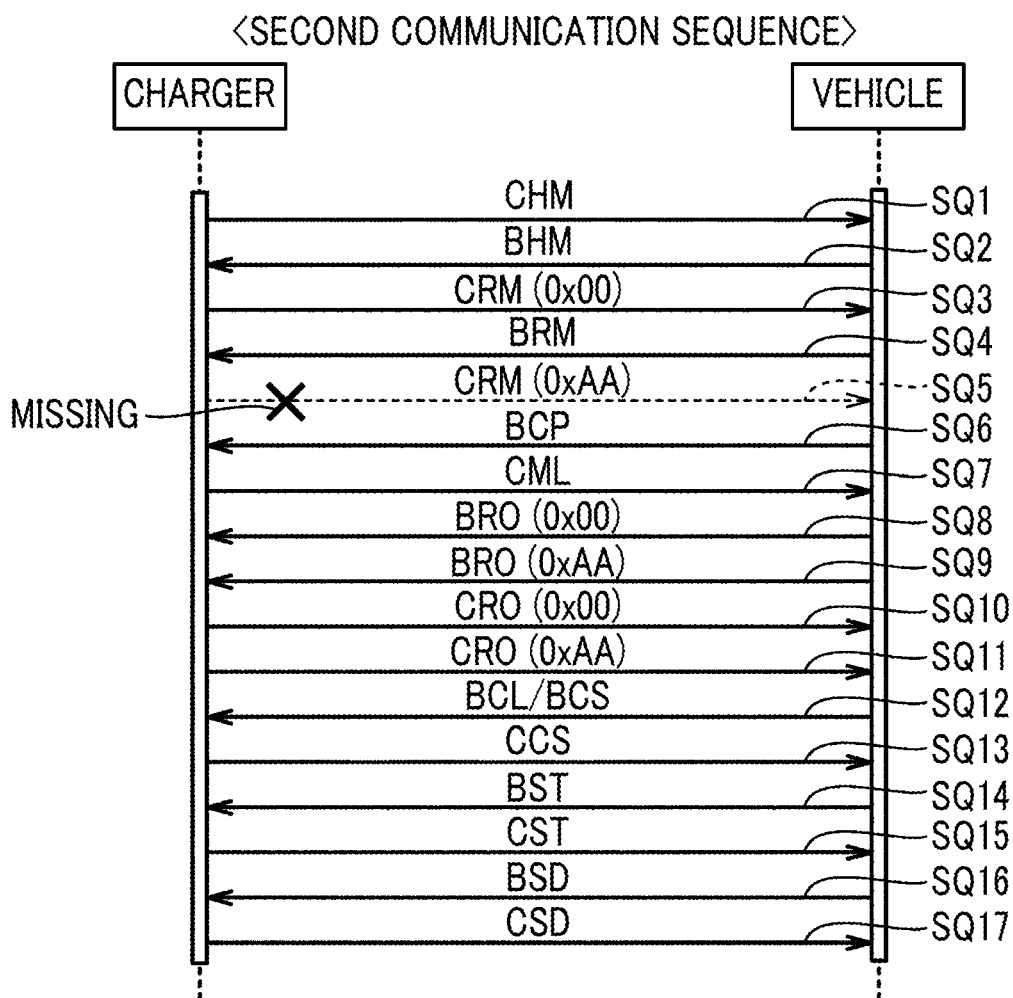 <SECOND COMMUNICATION SEQUENCE>
CHARGER
VEHICLE
CHM
SQ1
BHM
SQ2
CRM (0x00)
SQ3
BRM
SQ4
CRM (0xAA)
SQ5
MISSING
BCP
SQ6
CML
SQ7
BRO (0x00)
SQ8
BRO (0xAA)
SQ9
CRO (0x00)
SQ10
CRO (0xAA)
SQ11
BCL/BCS
SQ12
CCS
SQ13
BST
SQ14
CST
SQ15
BSD
SQ16
CSD
SQ17